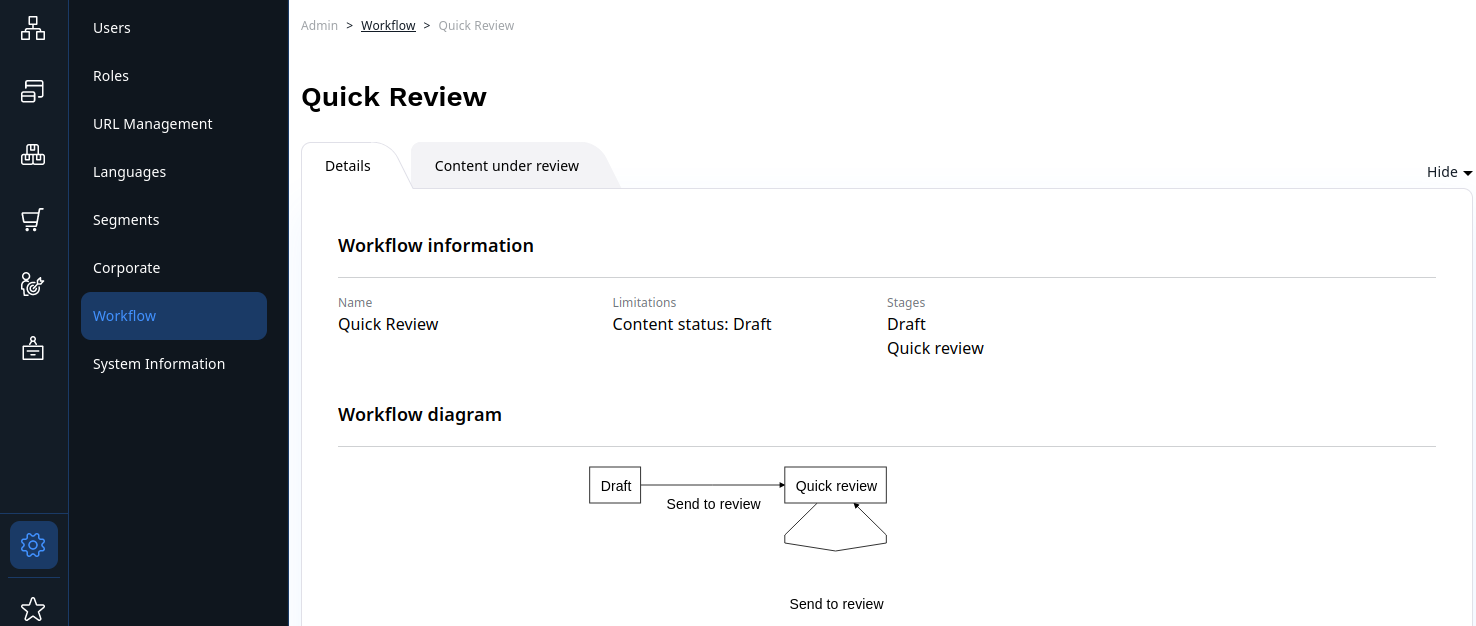 Users
Roles
URL Management
Languages
Segments
Corporate
Workflow
System Information
Admin > Workflow > Quick Review
Quick Review
Details
Content under review
Hide
Workflow information
Name
Quick Review
Limitations
Content status: Draft
Stages
Draft
Quick review
Workflow diagram
Draft
Send to review
Quick review
Send to review